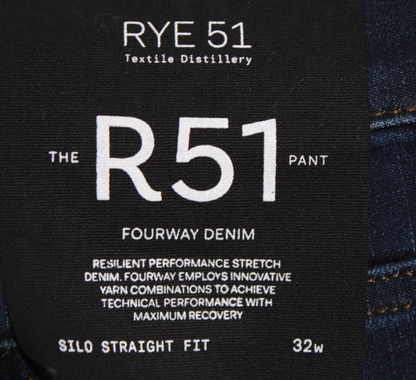 RYE 51
Textile Distillery
THE R51 PANT
FOURWAY DENIM
RESILIENT PERFORMANCE STRETCH
DENIM. FOURWAY EMPLOYS INNOVATIVE
YARN COMBINATIONS TO ACHIEVE
TECHNICAL PERFORMANCE WITH
MAXIMUM RECOVERY
SILO STRAIGHT FIT 32W